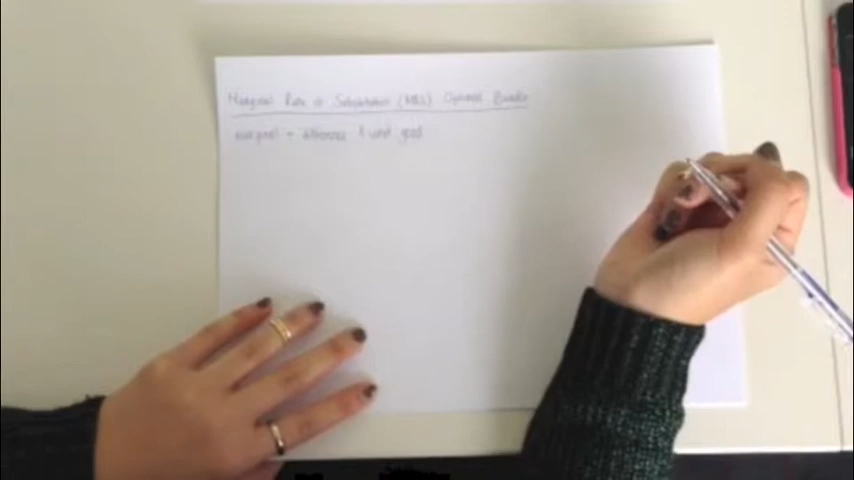 Marginal Rate of Substitution (MRS) Optimal Bundle
marginal - 1 unit good